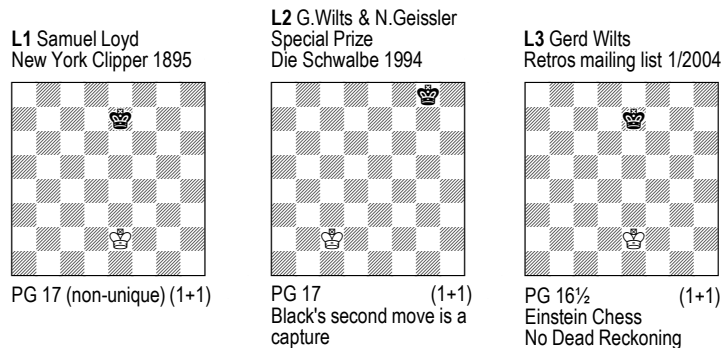 L1 Samuel Loyd
New York Clipper 1895
PG 17 (non-unique) (1+1)
L2 G.Wilts & N.Geissler
Special Prize
Die Schwalbe 1994
PG 17 (1+1)
Black's second move is a
capture
L3 Gerd Wilts
Retros mailing list 1/2004
PG 16½ (1+1)
Einstein Chess
No Dead Reckoning